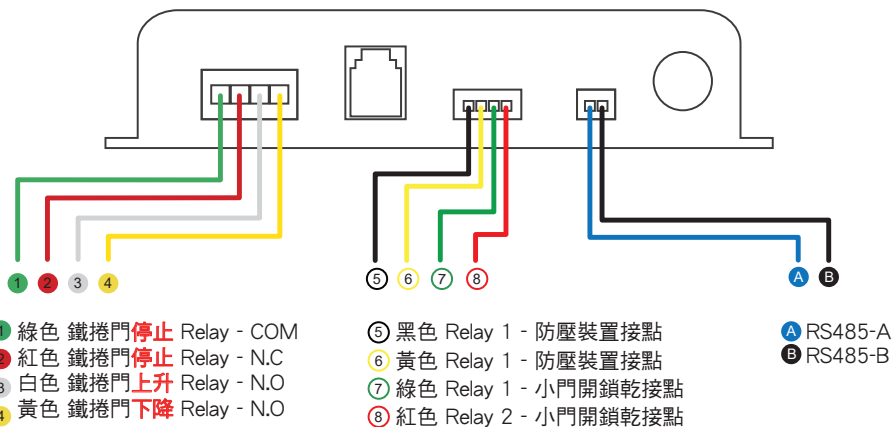 1 2 3 4
5 6 7 8
A B
1 綠色 鐵捲門停止 Relay - COM
2 紅色 鐵捲門停止 Relay - N.C
3 白色 鐵捲門上升 Relay - N.O
4 黃色 鐵捲門下降 Relay - N.O
5 黑色 Relay 1 - 防壓裝置接點
6 黃色 Relay 1 - 防壓裝置接點
7 綠色 Relay 1 - 小門開鎖乾接點
8 紅色 Relay 2 - 小門開鎖乾接點
A RS485-A
B RS485-B